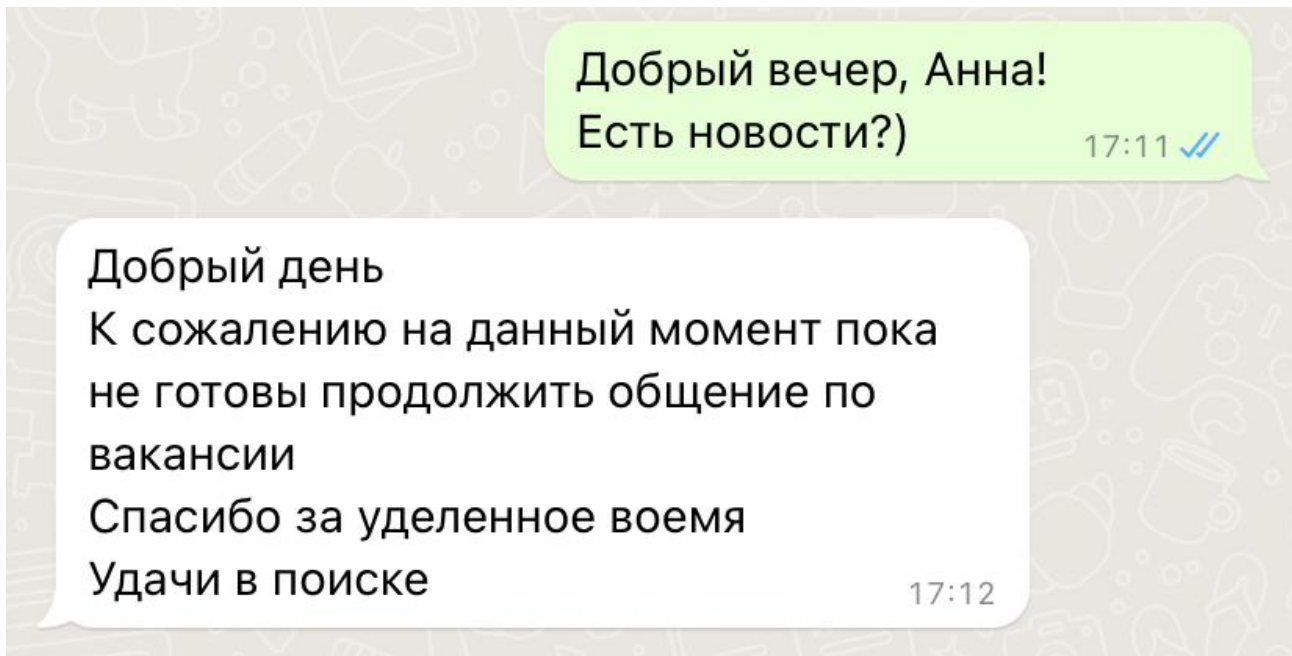 Добрый вечер, Анна!
Есть новости?)
17:11
Добрый день
К сожалению на данный момент пока
не готовы продолжить общение по
вакансии
Спасибо за уделенное воемя
Удачи в поиске
17:12